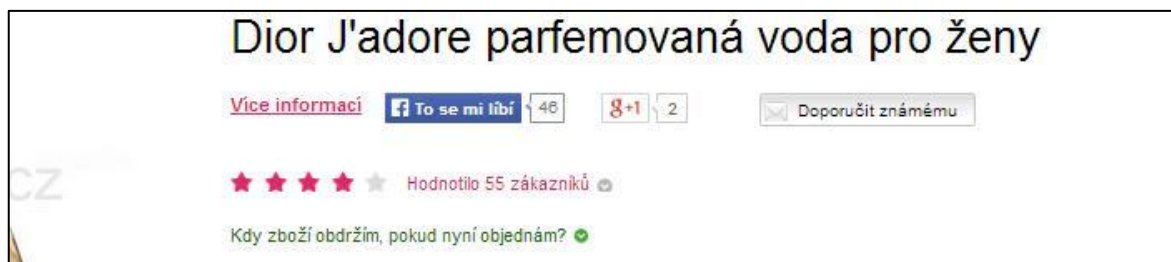 Dior J'adore parfemovaná voda pro ženy
Více informací To se mi líbí 46 g+1 2 Doporučit známému
CZ
Hodnotilo 55 zákazníků
Kdy zboží obdržím, pokud nyní objednám?